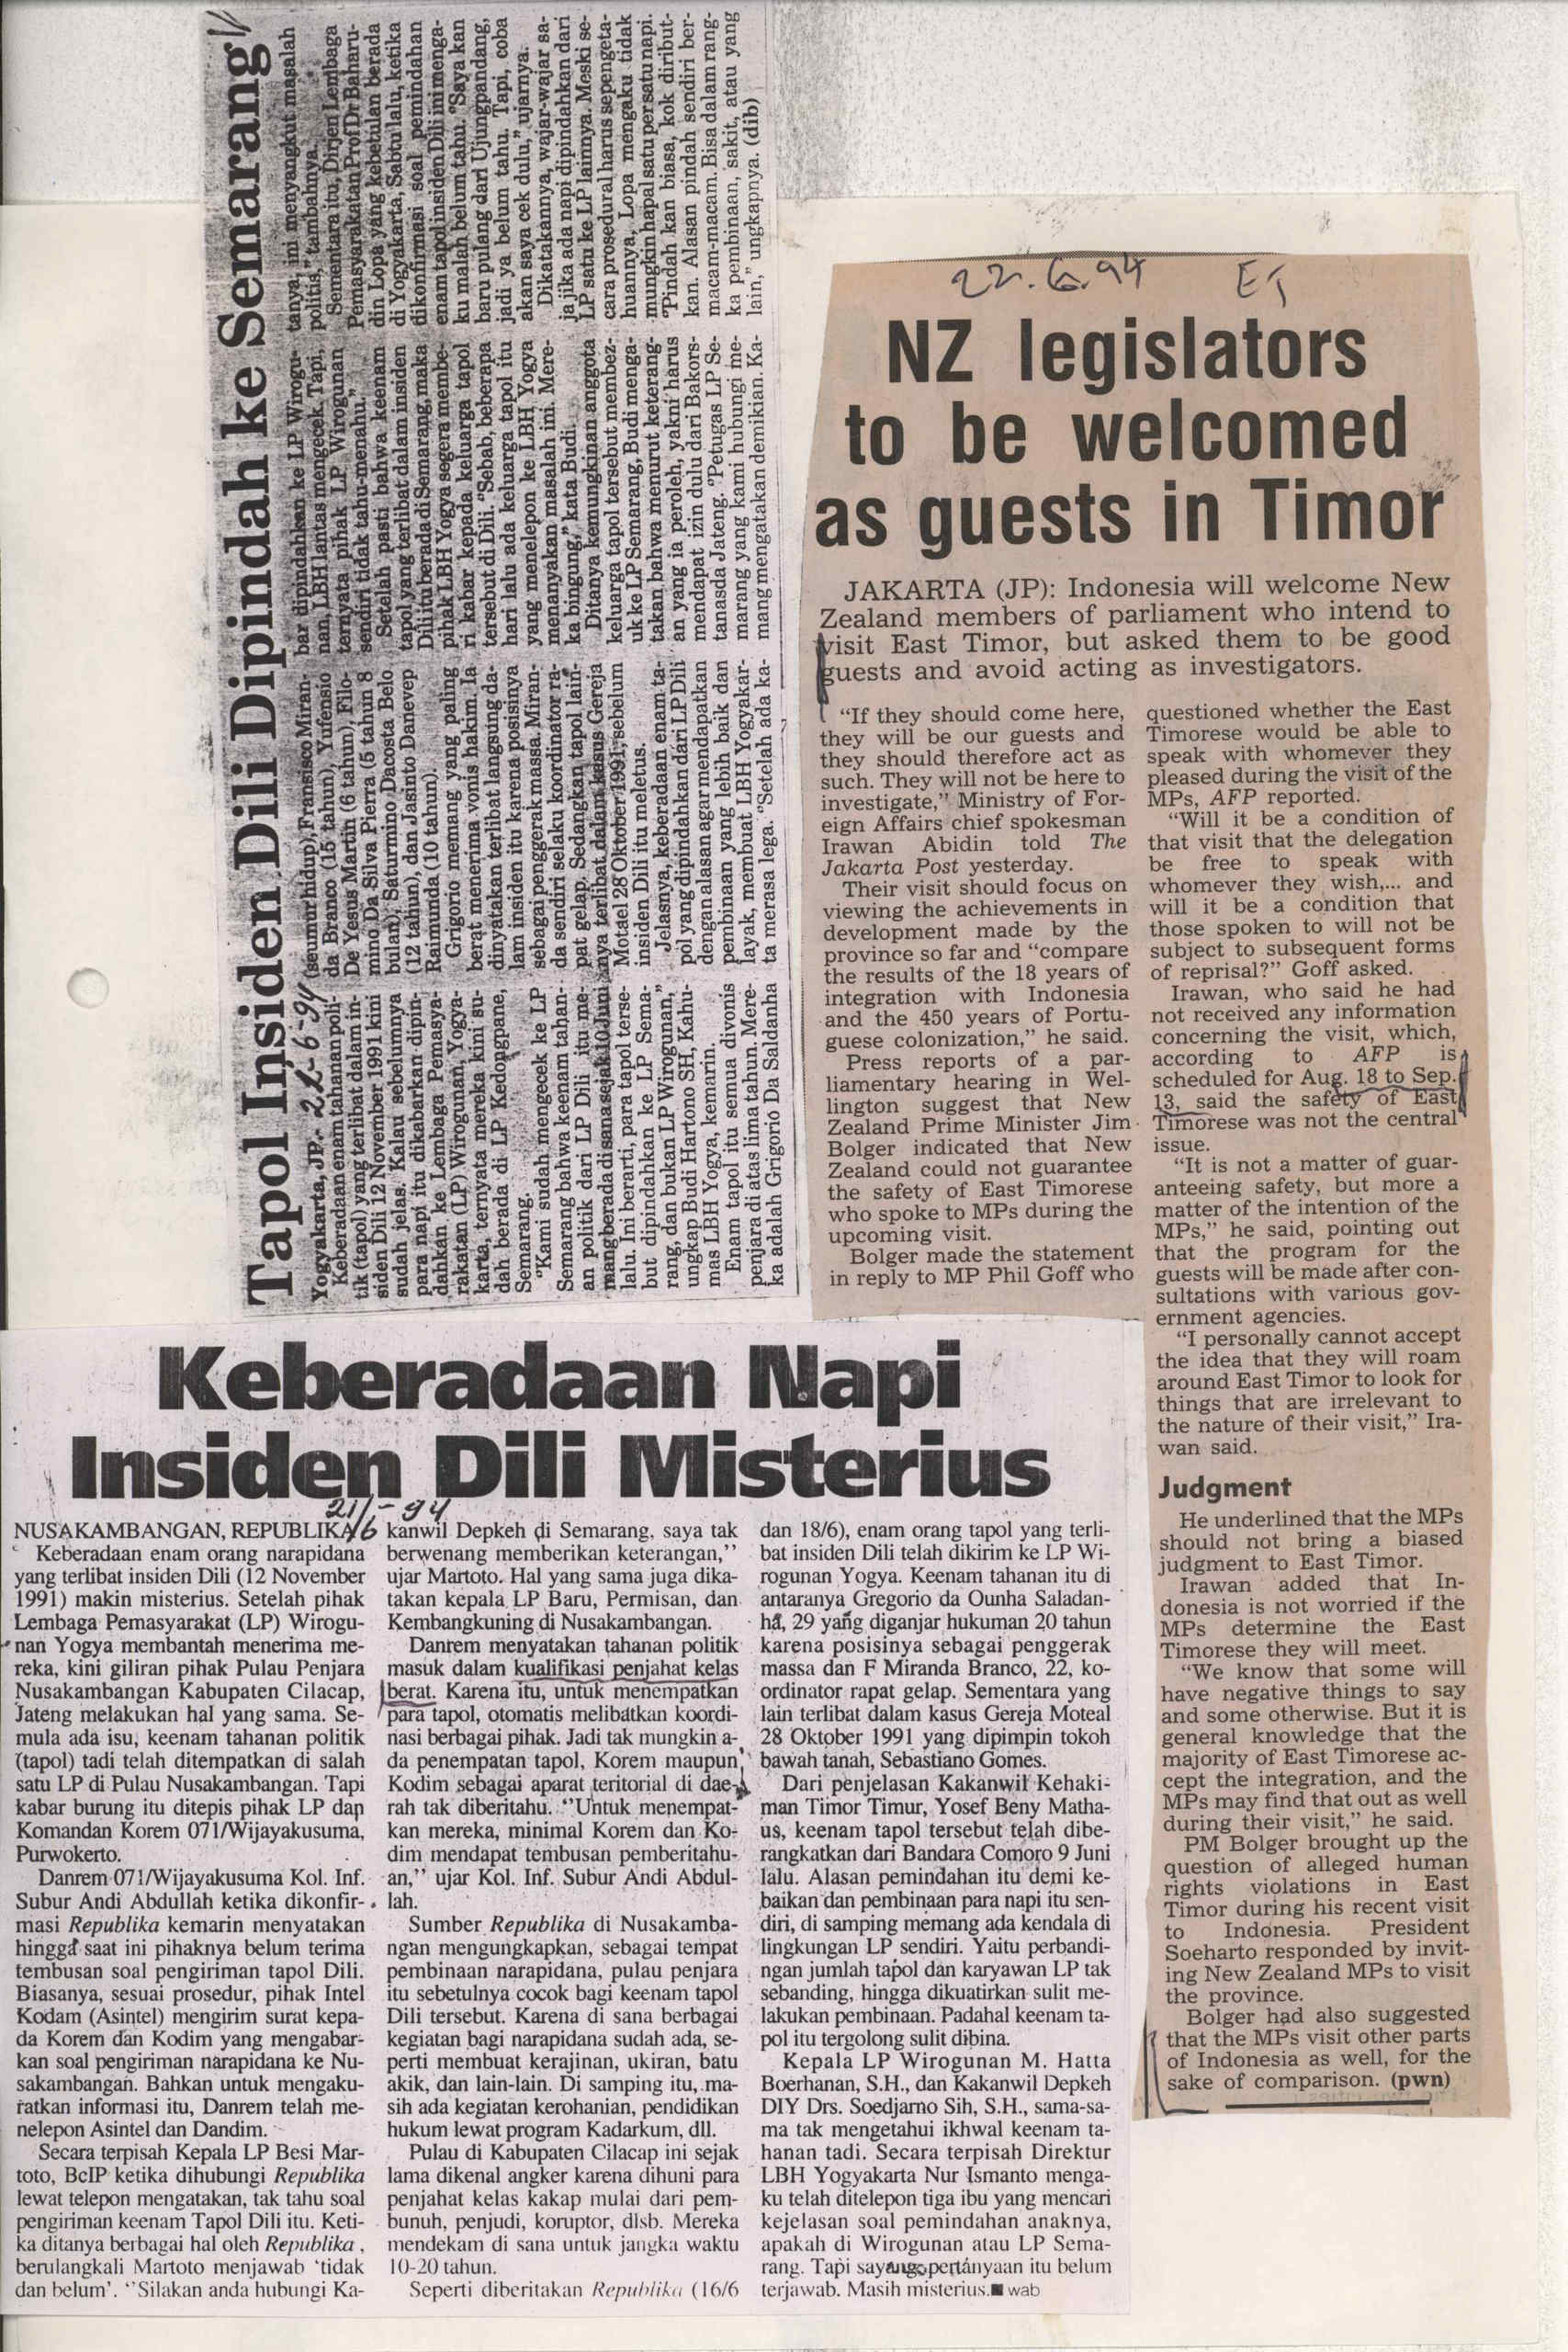 Tapol Insiden Dili Dipindah ke Semarang
Yogyakarta, JP.- 22-6-94
Keberadaan enam tahanan poli-
tik (tapol) yang terlibat dalam in-
siden Dili 12 November 1991 kini
sudah jelas. Kalau sebelumnya
para napi itu dikabarkan dipin-
dahkan ke Lembaga Pemasya-
rakatan (LP) Wirogunan, Yogya-
karta, ternyata mereka kini su-
dah berada di LP Kedongpane,
Semarang.
"Kami sudah mengecek ke LP
Semarang bahwa keenam tahan-
an politik dari LP Dili itu me-
mang berada di sana sejak 10 Juni
lalu. Ini berarti, para tapol terse-
but dipindahkan ke LP Sema-
rang, dan bukan LP Wirogunan,"
ungkap Budi Hartono SH, Kahu-
mas LBH Yogya, kemarin.
Enam tapol itu semua divonis
penjara di atas lima tahun. Mere-
ka adalah Grigorio Da Saldanha
(seumur hidup), Fransisco Miran-
da Branco (15 tahun), Yufensio
De Yesus Martin (6 tahun), Filo-
mino Da Silva Pierra (5 tahun 8
bulan), Saturnino Dacosta Belo
(12 tahun), dan Jasinto Danevep
Raimunda (10 tahun).
Grigorio memang yang paling
berat menerima vonis hakim. Ia
dinyatakan terlibat langsung da-
lam insiden itu karena posisinya
sebagai penggerak massa. Miran-
da sendiri selaku koordinator ra-
pat gelap. Sedangkan tapol lain-
nya terlibat dalam kasus Gereja
Motael 28 Oktober 1991, sebelum
insiden Dili itu meletus.
Jelasnya, keberadaan enam ta-
pol yang dipindahkan dari LP Dili
dengan alasan agar mendapatkan
pembinaan yang lebih baik dan
layak, membuat LBH Yogyakar-
ta merasa lega. "Setelah ada ka-
bar dipindahkan ke LP Wirogu-
nan, LBH lantas mengecek. Tapi,
ternyata pihak LP Wirogunan
sendiri tidak tahu-menahu."
Setelah pasti bahwa keenam
tapol yang terlibat dalam insiden
Dili itu berada di Semarang, maka
pihak LBH Yogya segera membe-
ri kabar kepada keluarga tapol
tersebut di Dili. "Sebab, beberapa
hari lalu ada keluarga tapol itu
yang menelepon ke LBH Yogya
menanyakan masalah ini. Mere-
ka bingung," kata Budi.
Ditanya kemungkinan anggota
keluarga tapol tersebut membez-
uk ke LP Semarang, Budi menga-
takan bahwa menurut keterang-
an yang ia peroleh, yakni harus
mendapat izin dulu dari Bakors-
tanasda Jateng. "Petugas LP Se-
marang yang kami hubungi me-
mang mengatakan demikian. Ka-
tanya, ini menyangkut masalah
politis," tambahnya.
Sementara itu, Dirjen Lembaga
Pemasyarakatan Prof Dr Baharu-
din Lopa yang kebetulan berada
di Yogyakarta, Sabtu lalu, ketika
dikonfirmasi soal pemindahan
enam tapol insiden Dili ini menga-
ku malah belum tahu. "Saya kan
baru pulang dari Ujungpandang,
jadi ya belum tahu. Tapi, coba
akan saya cek dulu," ujarnya.
Dikatakannya, wajar-wajar sa-
ja jika ada napi dipindahkan dari
LP satu ke LP lainnya. Meski se-
cara prosedural harus sepengeta-
huannya, Lopa mengaku tidak
mungkin hapal satu per satu napi.
"Pindah kan biasa, kok diribut-
kan. Alasan pindah sendiri ber-
macam-macam. Bisa dalam rang-
ka pembinaan, sakit, atau yang
lain," ungkapnya. (dib)
22.6.94 ET
NZ legislators
to be welcomed
as guests in Timor
JAKARTA (JP): Indonesia will welcome New
Zealand members of parliament who intend to
visit East Timor, but asked them to be good
guests and avoid acting as investigators.
"If they should come here,
they will be our guests and
they should therefore act as
such. They will not be here to
investigate," Ministry of For-
eign Affairs chief spokesman
Irawan Abidin told The
Jakarta Post yesterday.
Their visit should focus on
viewing the achievements in
development made by the
province so far and "compare
the results of the 18 years of
integration with Indonesia
and the 450 years of Portu-
guese colonization," he said.
Press reports of a par-
liamentary hearing in Wel-
lington suggest that New
Zealand Prime Minister Jim
Bolger indicated that New
Zealand could not guarantee
the safety of East Timorese
who spoke to MPs during the
upcoming visit.
Bolger made the statement
in reply to MP Phil Goff who
questioned whether the East
Timorese would be able to
speak with whomever they
pleased during the visit of the
MPs, AFP reported.
"Will it be a condition of
that visit that the delegation
be free to speak with
whomever they wish,... and
will it be a condition that
those spoken to will not be
subject to subsequent forms
of reprisal?" Goff asked.
Irawan, who said he had
not received any information
concerning the visit, which,
according to AFP is
scheduled for Aug. 18 to Sep.
13, said the safety of East
Timorese was not the central
issue.
"It is not a matter of guar-
anteeing safety, but more a
matter of the intention of the
MPs," he said, pointing out
that the program for the
guests will be made after con-
sultations with various gov-
ernment agencies.
"I personally cannot accept
the idea that they will roam
around East Timor to look for
things that are irrelevant to
the nature of their visit," Ira-
wan said.
Judgment
He underlined that the MPs
should not bring a biased
judgment to East Timor.
Irawan added that In-
donesia is not worried if the
MPs determine the East
Timorese they will meet.
"We know that some will
have negative things to say
and some otherwise. But it is
general knowledge that the
majority of East Timorese ac-
cept the integration, and the
MPs may find that out as well
during their visit," he said.
PM Bolger brought up the
question of alleged human
rights violations in East
Timor during his recent visit
to Indonesia. President
Soeharto responded by invit-
ing New Zealand MPs to visit
the province.
Bolger had also suggested
that the MPs visit other parts
of Indonesia as well, for the
sake of comparison. (pwn)
Keberadaan Napi
Insiden Dili Misterius
21/6-94
NUSAKAMBANGAN, REPUBLIKA
Keberadaan enam orang narapidana
yang terlibat insiden Dili (12 November
1991) makin misterius. Setelah pihak
Lembaga Pemasyarakat (LP) Wirogu-
nan Yogya membantah menerima me-
reka, kini giliran pihak Pulau Penjara
Nusakambangan Kabupaten Cilacap,
Jateng melakukan hal yang sama. Se-
mula ada isu, keenam tahanan politik
(tapol) tadi telah ditempatkan di salah
satu LP di Pulau Nusakambangan. Tapi
kabar burung itu ditepis pihak LP dan
Komandan Korem 071/Wijayakusuma,
Purwokerto.
Danrem 071/Wijayakusuma Kol. Inf.
Subur Andi Abdullah ketika dikonfir-
masi Republika kemarin menyatakan
hingga saat ini pihaknya belum terima
tembusan soal pengiriman tapol Dili.
Biasanya, sesuai prosedur, pihak Intel
Kodam (Asintel) mengirim surat kepa-
da Korem dan Kodim yang mengabar-
kan soal pengiriman narapidana ke Nu-
sakambangan. Bahkan untuk mengaku-
ratkan informasi itu, Danrem telah me-
nelepon Asintel dan Dandim.
Secara terpisah Kepala LP Besi Mar-
toto, BcIP ketika dihubungi Republika
lewat telepon mengatakan, tak tahu soal
pengiriman keenam Tapol Dili itu. Keti-
ka ditanya berbagai hal oleh Republika,
berulangkali Martoto menjawab 'tidak
dan belum'. "Silakan anda hubungi Ka-
kanwil Depkeh di Semarang, saya tak
berwenang memberikan keterangan,"
ujar Martoto. Hal yang sama juga dika-
takan kepala LP Baru, Permisan, dan
Kembangkuning di Nusakambangan.
Danrem menyatakan tahanan politik
masuk dalam kualifikasi penjahat kelas
berat. Karena itu, untuk menempatkan
para tapol, otomatis melibatkan koordi-
nasi berbagai pihak. Jadi tak mungkin a-
da penempatan tapol, Korem maupun
Kodim sebagai aparat teritorial di dae-
rah tak diberitahu. "Untuk menempat-
kan mereka, minimal Korem dan Ko-
dim mendapat tembusan pemberitahu-
an," ujar Kol. Inf. Subur Andi Abdul-
lah.
Sumber Republika di Nusakamba-
ngan mengungkapkan, sebagai tempat
pembinaan narapidana, pulau penjara
itu sebetulnya cocok bagi keenam tapol
Dili tersebut. Karena di sana berbagai
kegiatan bagi narapidana sudah ada, se-
perti membuat kerajinan, ukiran, batu
akik, dan lain-lain. Di samping itu, ma-
sih ada kegiatan kerohanian, pendidikan
hukum lewat program Kadarkum, dll.
Pulau di Kabupaten Cilacap ini sejak
lama dikenal angker karena dihuni para
penjahat kelas kakap mulai dari pem-
bunuh, penjudi, koruptor, dlsb. Mereka
mendekam di sana untuk jangka waktu
10-20 tahun.
Seperti diberitakan Republika (16/6
dan 18/6), enam orang tapol yang terli-
bat insiden Dili telah dikirim ke LP Wi-
rogunan Yogya. Keenam tahanan itu di
antaranya Gregorio da Ounha Saladan-
ha, 29 yang diganjar hukuman 20 tahun
karena posisinya sebagai penggerak
massa dan F Miranda Branco, 22, ko-
ordinator rapat gelap. Sementara yang
lain terlibat dalam kasus Gereja Moteal
28 Oktober 1991 yang dipimpin tokoh
bawah tanah, Sebastiano Gomes.
Dari penjelasan Kakanwil Kehaki-
man Timor Timur, Yosef Beny Matha-
us, keenam tapol tersebut telah dibe-
rangkatkan dari Bandara Comoro 9 Juni
lalu. Alasan pemindahan itu demi ke-
baikan dan pembinaan para napi itu sen-
diri, di samping memang ada kendala di
lingkungan LP sendiri. Yaitu perbandi-
ngan jumlah tapol dan karyawan LP tak
sebanding, hingga dikuatirkan sulit me-
lakukan pembinaan. Padahal keenam ta-
pol itu tergolong sulit dibina.
Kepala LP Wirogunan M. Hatta
Boerhanan, S.H., dan Kakanwil Depkeh
DIY Drs. Soedjarno Sih, S.H., sama-sa-
ma tak mengetahui ikhwal keenam ta-
hanan tadi. Secara terpisah Direktur
LBH Yogyakarta Nur Ismanto menga-
ku telah ditelepon tiga ibu yang mencari
kejelasan soal pemindahan anaknya,
apakah di Wirogunan atau LP Sema-
rang. Tapi sayang, pertanyaan itu belum
terjawab. Masih misterius.■ wab